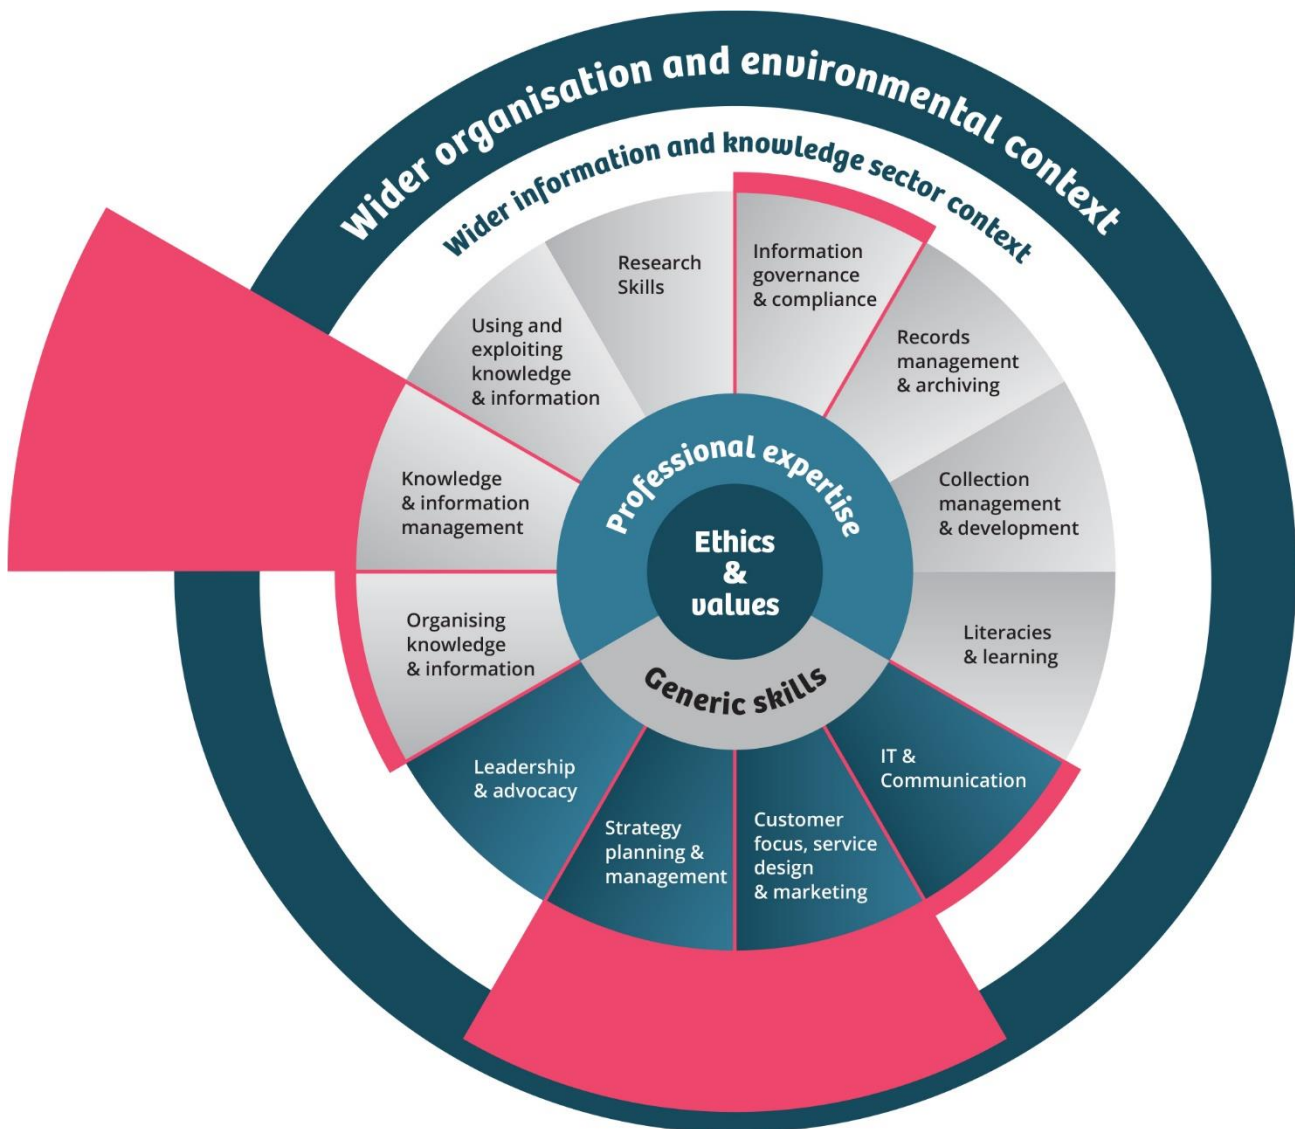 Wider organisation and environmental context
Wider information and knowledge sector context
Research
Skills
Information
governance
& compliance
Using and
exploiting
knowledge
& information
Records
management
& archiving
Knowledge
& information
management
Professional expertise
Collection
management
& development
Ethics
&
values
Organising
knowledge
& information
Literacies
& learning
Generic skills
Leadership
& advocacy
Strategy
planning &
management
Customer
focus, service
design
& marketing
IT &
Communication